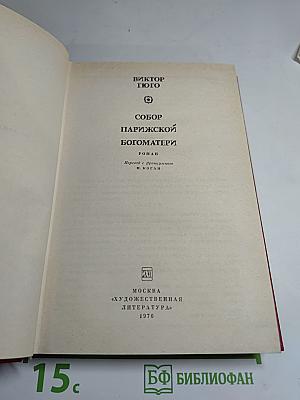 ВИКТОР
ГЮГО
СОБОР
ПАРИЖСКОЙ
БОГОМАТЕРИ
РОМАН
Перевод с французского
Н. КОГАН
МОСКВА
«ХУДОЖЕСТВЕННАЯ
ЛИТЕРАТУРА»
1976
15с
БФ БИБЛИОФАН